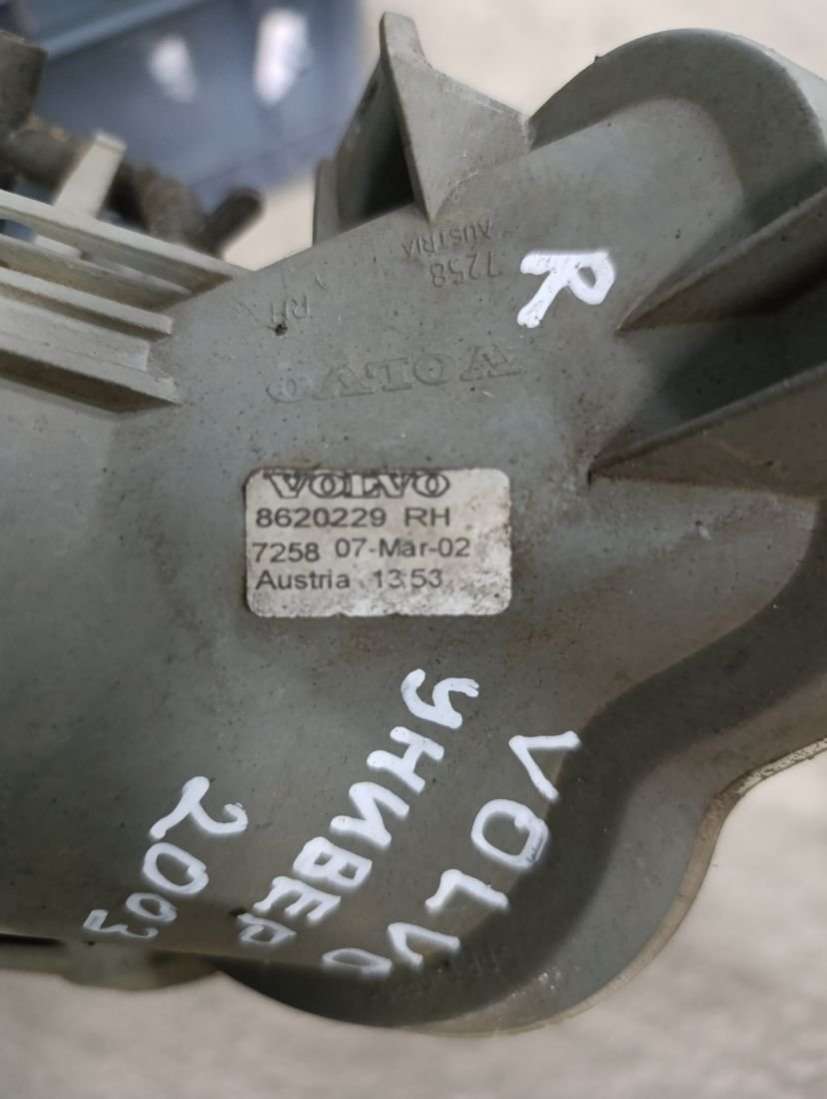 7258
AUSTRIA
RH
VOLVO
R
VOLVO
8620229 RH
7258 07-Mar-02
Austria 13:53
VOLVO
УНИВЕР
2003